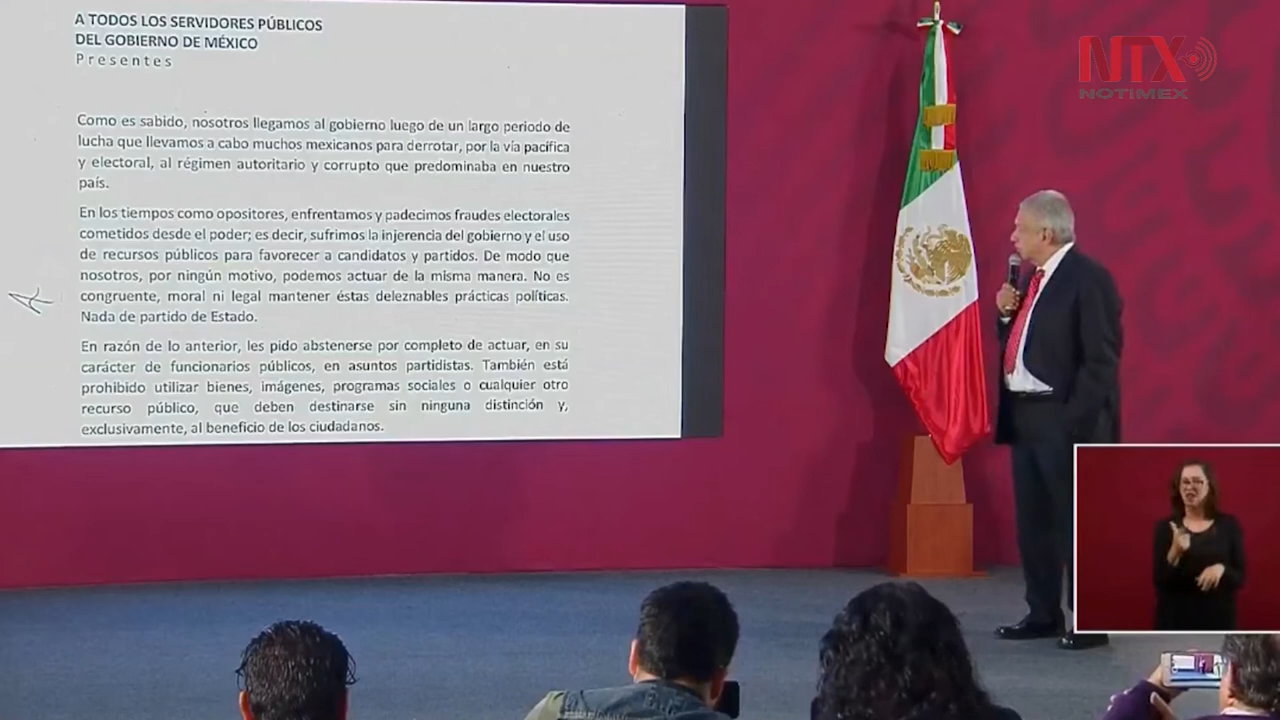 A TODOS LOS SERVIDORES PÚBLICOS
DEL GOBIERNO DE MÉXICO
Presentes
Como es sabido, nosotros llegamos al gobierno luego de un largo periodo de
lucha que llevamos a cabo muchos mexicanos para derrotar, por la vía pacífica
y electoral, al régimen autoritario y corrupto que predominaba en nuestro
país.
En los tiempos como opositores, enfrentamos y padecimos fraudes electorales
cometidos desde el poder; es decir, sufrimos la injerencia del gobierno y el uso
de recursos públicos para favorecer a candidatos y partidos. De modo que
nosotros, por ningún motivo, podemos actuar de la misma manera. No es
congruente, moral ni legal mantener éstas deleznables prácticas políticas.
Nada de partido de Estado.
En razón de lo anterior, les pido abstenerse por completo de actuar, en su
carácter de funcionarios públicos, en asuntos partidistas. También está
prohibido utilizar bienes, imágenes, programas sociales o cualquier otro
recurso público, que deben destinarse sin ninguna distinción y,
exclusivamente, al beneficio de los ciudadanos.
NTX
NOTIMEX